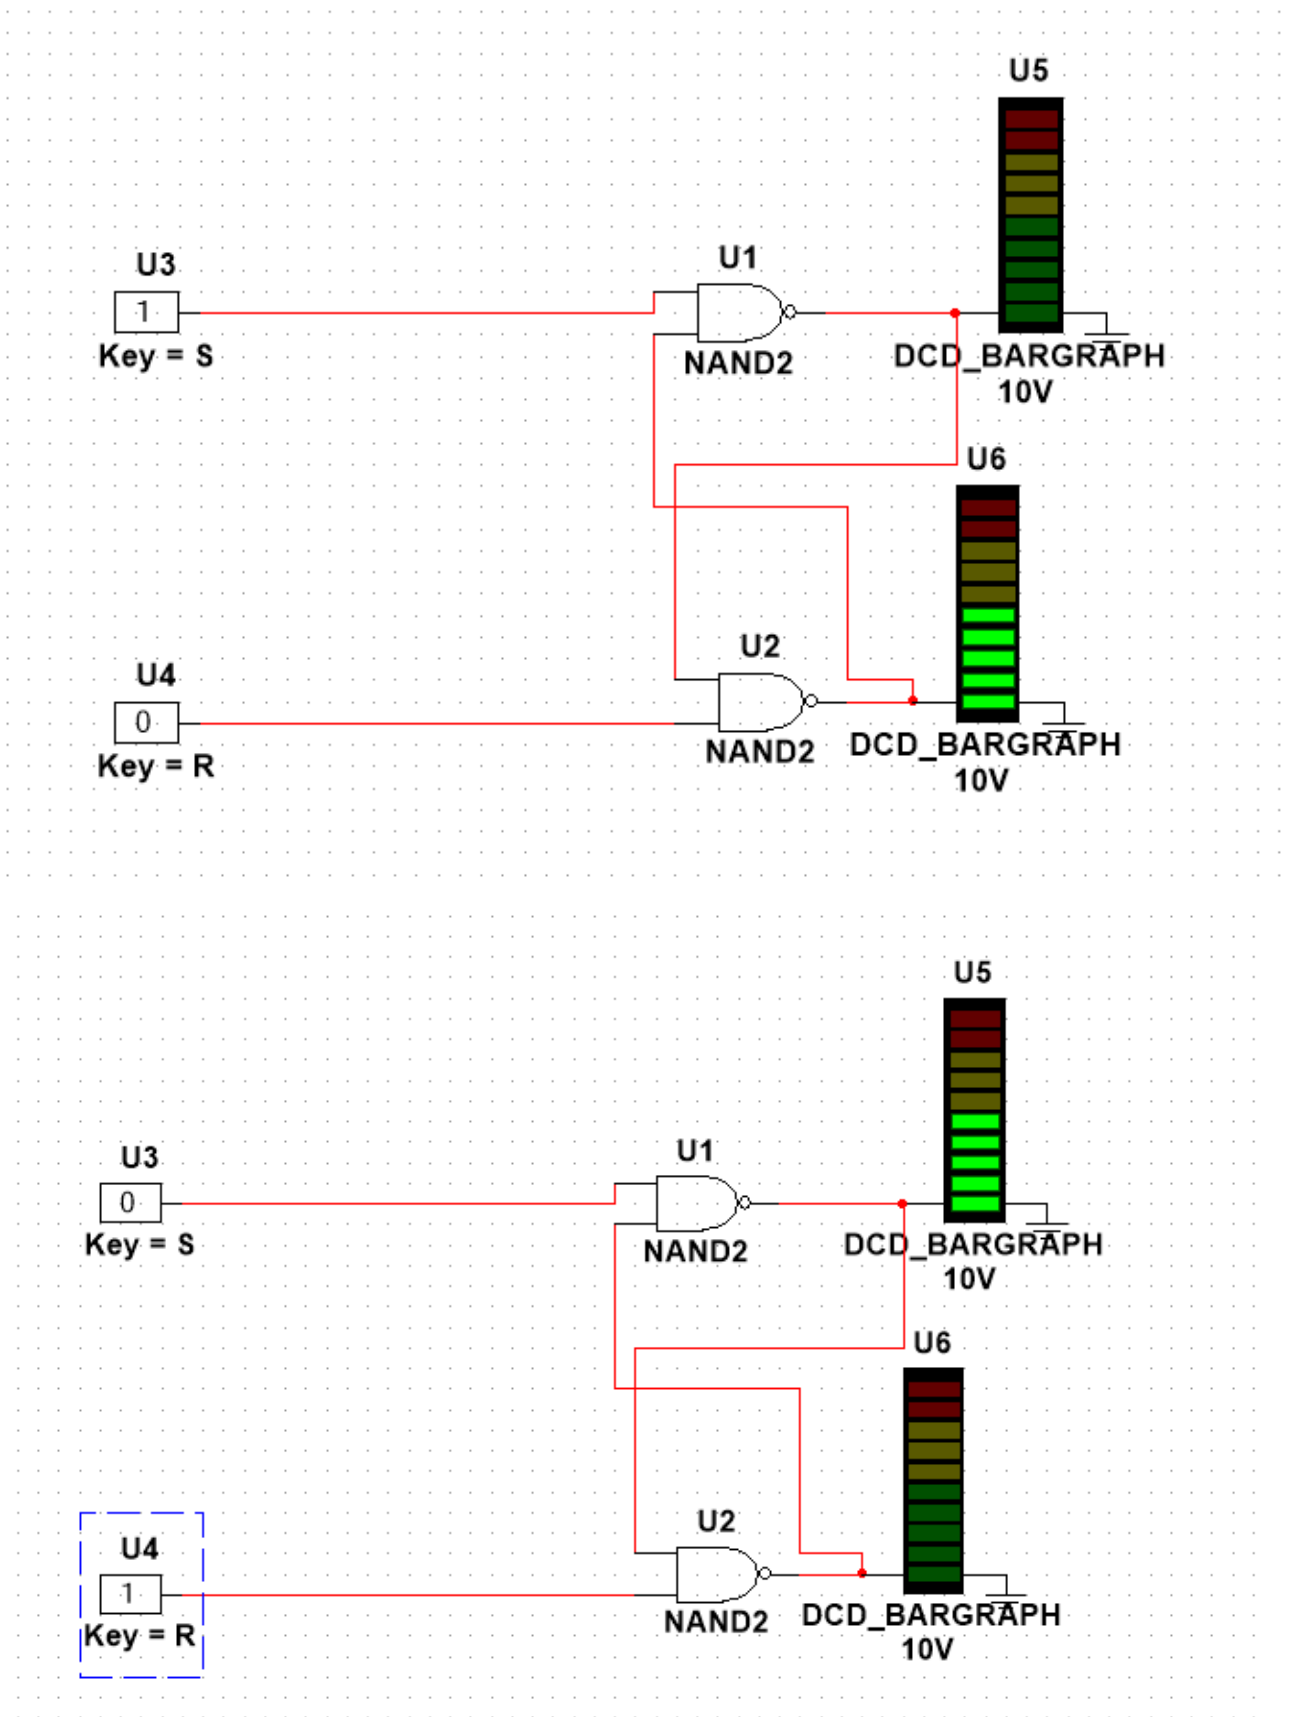 U5
U3
1
Key = S
U1
NAND2
DCD_BARGRAPH
10V
U6
U4
0
Key = R
U2
NAND2
DCD_BARGRAPH
10V
U5
U3
0
Key = S
U1
NAND2
DCD_BARGRAPH
10V
U6
U4
1
Key = R
U2
NAND2
DCD_BARGRAPH
10V